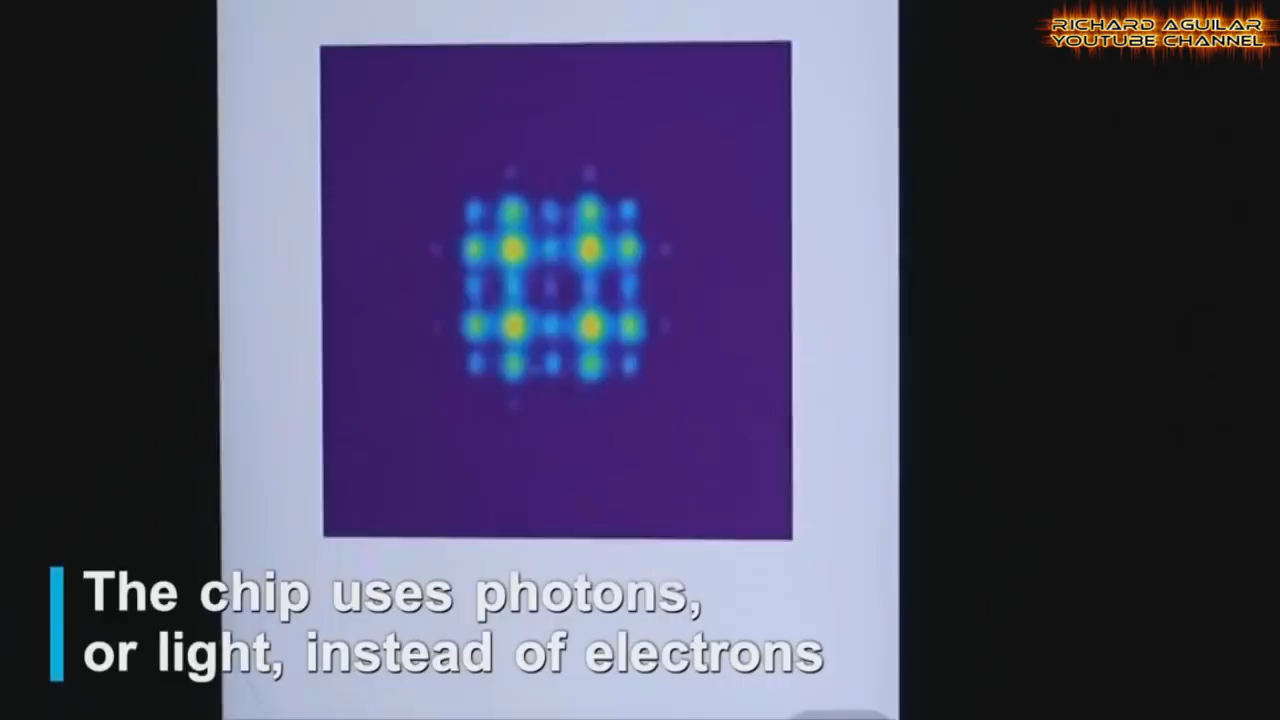 RICHARD AGUILAR
YOUTUBE CHANNEL
The chip uses photons,
or light, instead of electrons